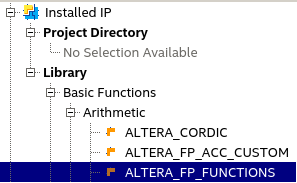 Installed IP
Project Directory
No Selection Available
Library
Basic Functions
Arithmetic
ALTERA_CORDIC
ALTERA_FP_ACC_CUSTOM
ALTERA_FP_FUNCTIONS